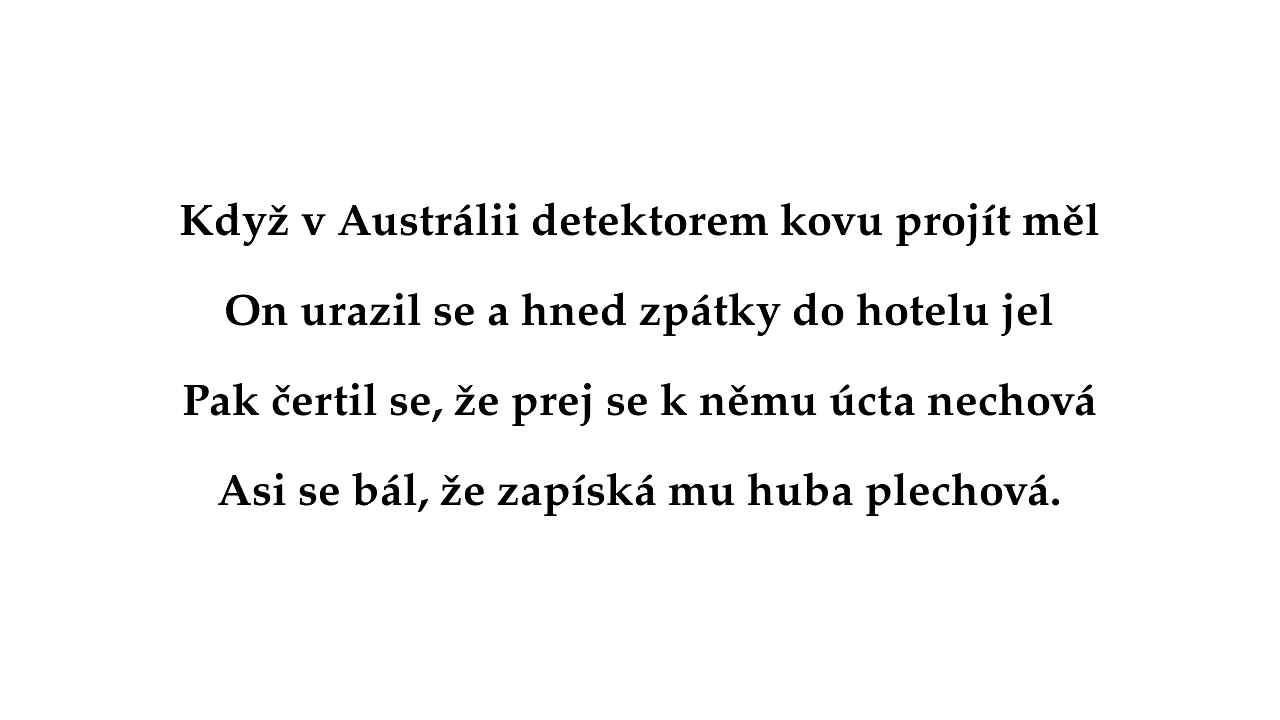 Když v Austrálii detektorem kovu projít měl
On urazil se a hned zpátky do hotelu jel
Pak čertil se, že prej se k němu úcta nechová
Asi se bál, že zapíská mu huba plechová.